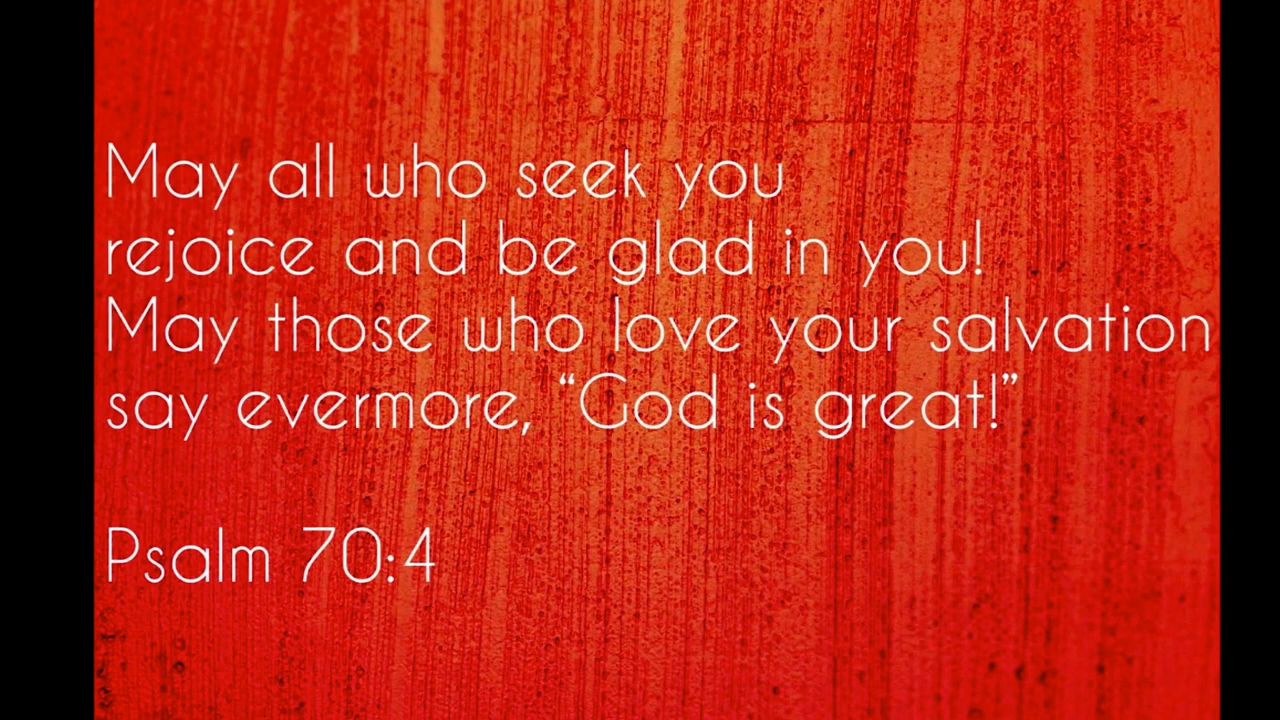 May all who seek you
rejoice and be glad in you!
May those who love your salvation
say evermore, “God is great!”
Psalm 70:4